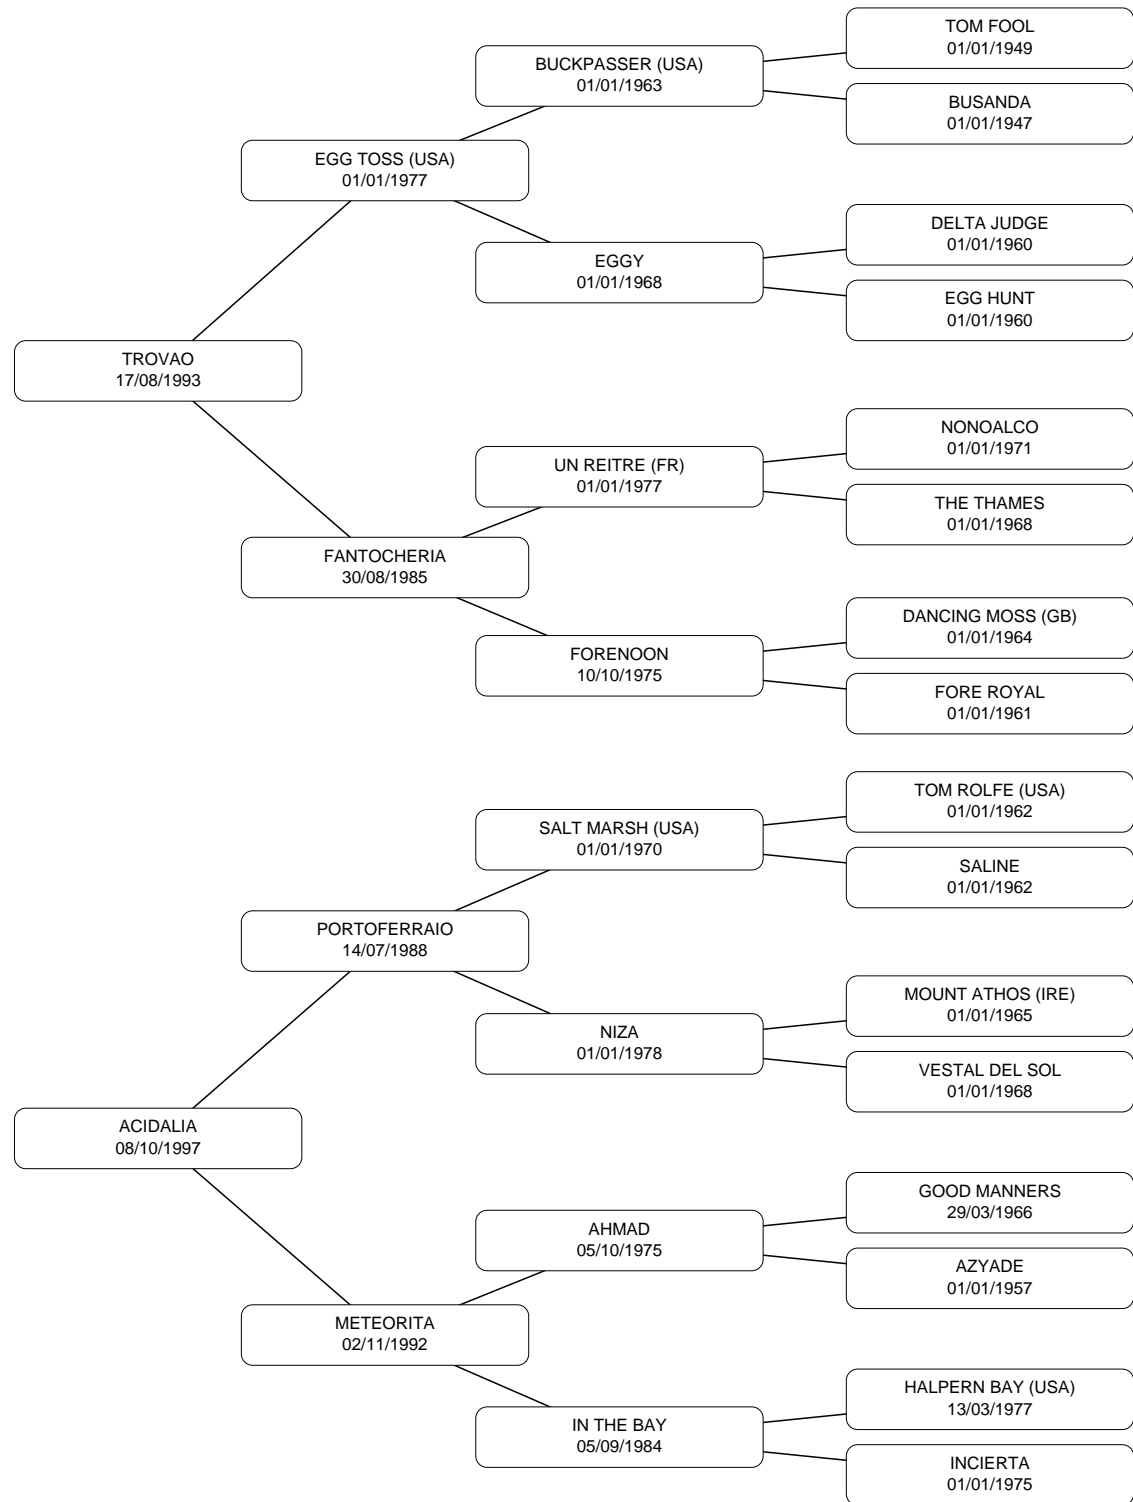 TOM FOOL
01/01/1949
BUCKPASSER (USA)
01/01/1963
BUSANDA
01/01/1947
EGG TOSS (USA)
01/01/1977
DELTA JUDGE
01/01/1960
EGGY
01/01/1968
EGG HUNT
01/01/1960
TROVAO
17/08/1993
NONOALCO
01/01/1971
UN REITRE (FR)
01/01/1977
THE THAMES
01/01/1968
FANTOCHERIA
30/08/1985
DANCING MOSS (GB)
01/01/1964
FORENOON
10/10/1975
FORE ROYAL
01/01/1961
TOM ROLFE (USA)
01/01/1962
SALT MARSH (USA)
01/01/1970
SALINE
01/01/1962
PORTOFERRAIO
14/07/1988
MOUNT ATHOS (IRE)
01/01/1965
NIZA
01/01/1978
VESTAL DEL SOL
01/01/1968
ACIDALIA
08/10/1997
GOOD MANNERS
29/03/1966
AHMAD
05/10/1975
AZYADE
01/01/1957
METEORITA
02/11/1992
HALPERN BAY (USA)
13/03/1977
IN THE BAY
05/09/1984
INCIERTA
01/01/1975